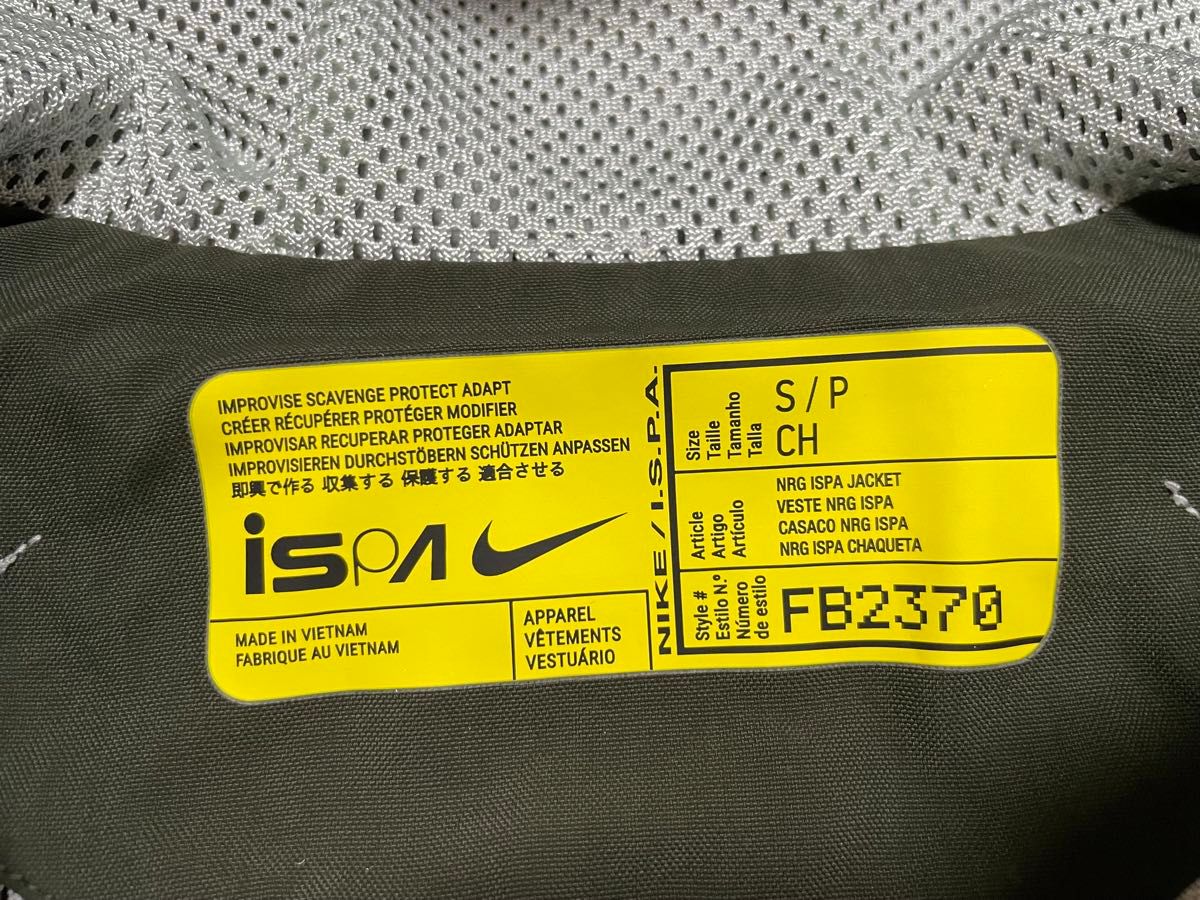 IMPROVISE SCAVENGE PROTECT ADAPT
CRÉER RÉCUPÉRER PROTÉGER MODIFIER
IMPROVISAR RECUPERAR PROTEGER ADAPTAR
IMPROVISIEREN DURCHSTÖBERN SCHÜTZEN ANPASSEN
即興で作る 収集する 保護する 適合させる
ISPA
MADE IN VIETNAM
FABRIQUE AU VIETNAM
APPAREL
VÊTEMENTS
VESTUÁRIO
NIKE / I.S.P.A.
Size
Taille
Tamanho
Talla
S / P
CH
Article
Artigo
Artículo
NRG ISPA JACKET
VESTE NRG ISPA
CASACO NRG ISPA
NRG ISPA CHAQUETA
Style #
Estilo N.º
Número
de estilo
FB2370